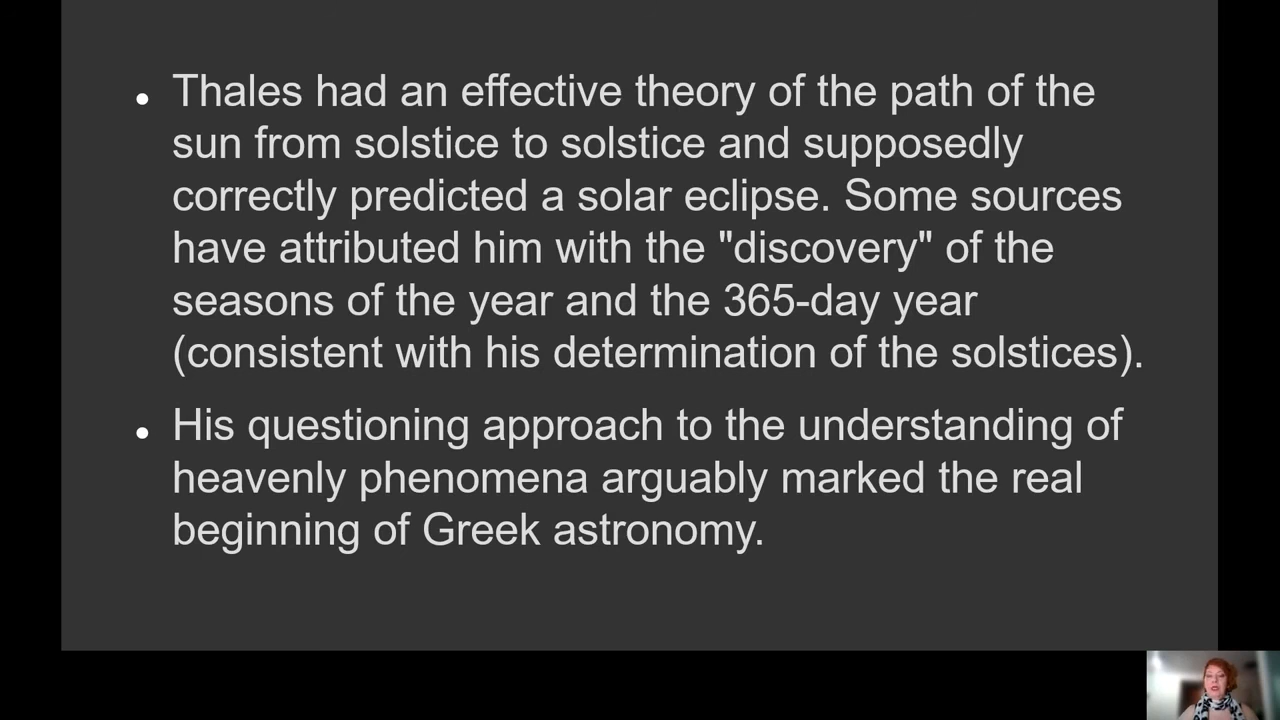 Thales had an effective theory of the path of the
sun from solstice to solstice and supposedly
correctly predicted a solar eclipse. Some sources
have attributed him with the "discovery" of the
seasons of the year and the 365-day year
(consistent with his determination of the solstices).
His questioning approach to the understanding of
heavenly phenomena arguably marked the real
beginning of Greek astronomy.